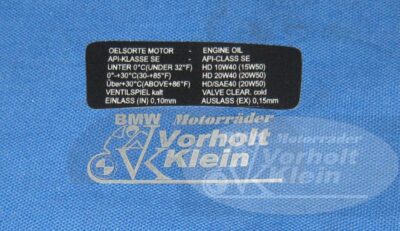 OELSORTE MOTOR - ENGINE OIL
API-KLASSE SE - API-CLASS SE
UNTER 0°C(UNDER 32°F) HD 10W40 (15W50)
0°-+30°C(30-+85°F) HD 20W40 (20W50)
Über+30°C(ABOVE+86°F) HD/SAE40 (20W50)
VENTILSPIEL kalt VALVE CLEAR. cold
EINLASS (IN) 0,10mm AUSLASS (EX) 0,15mm
BMW Motorräder
Vorholt
Klein
Motorräder
Vorholt
Klein